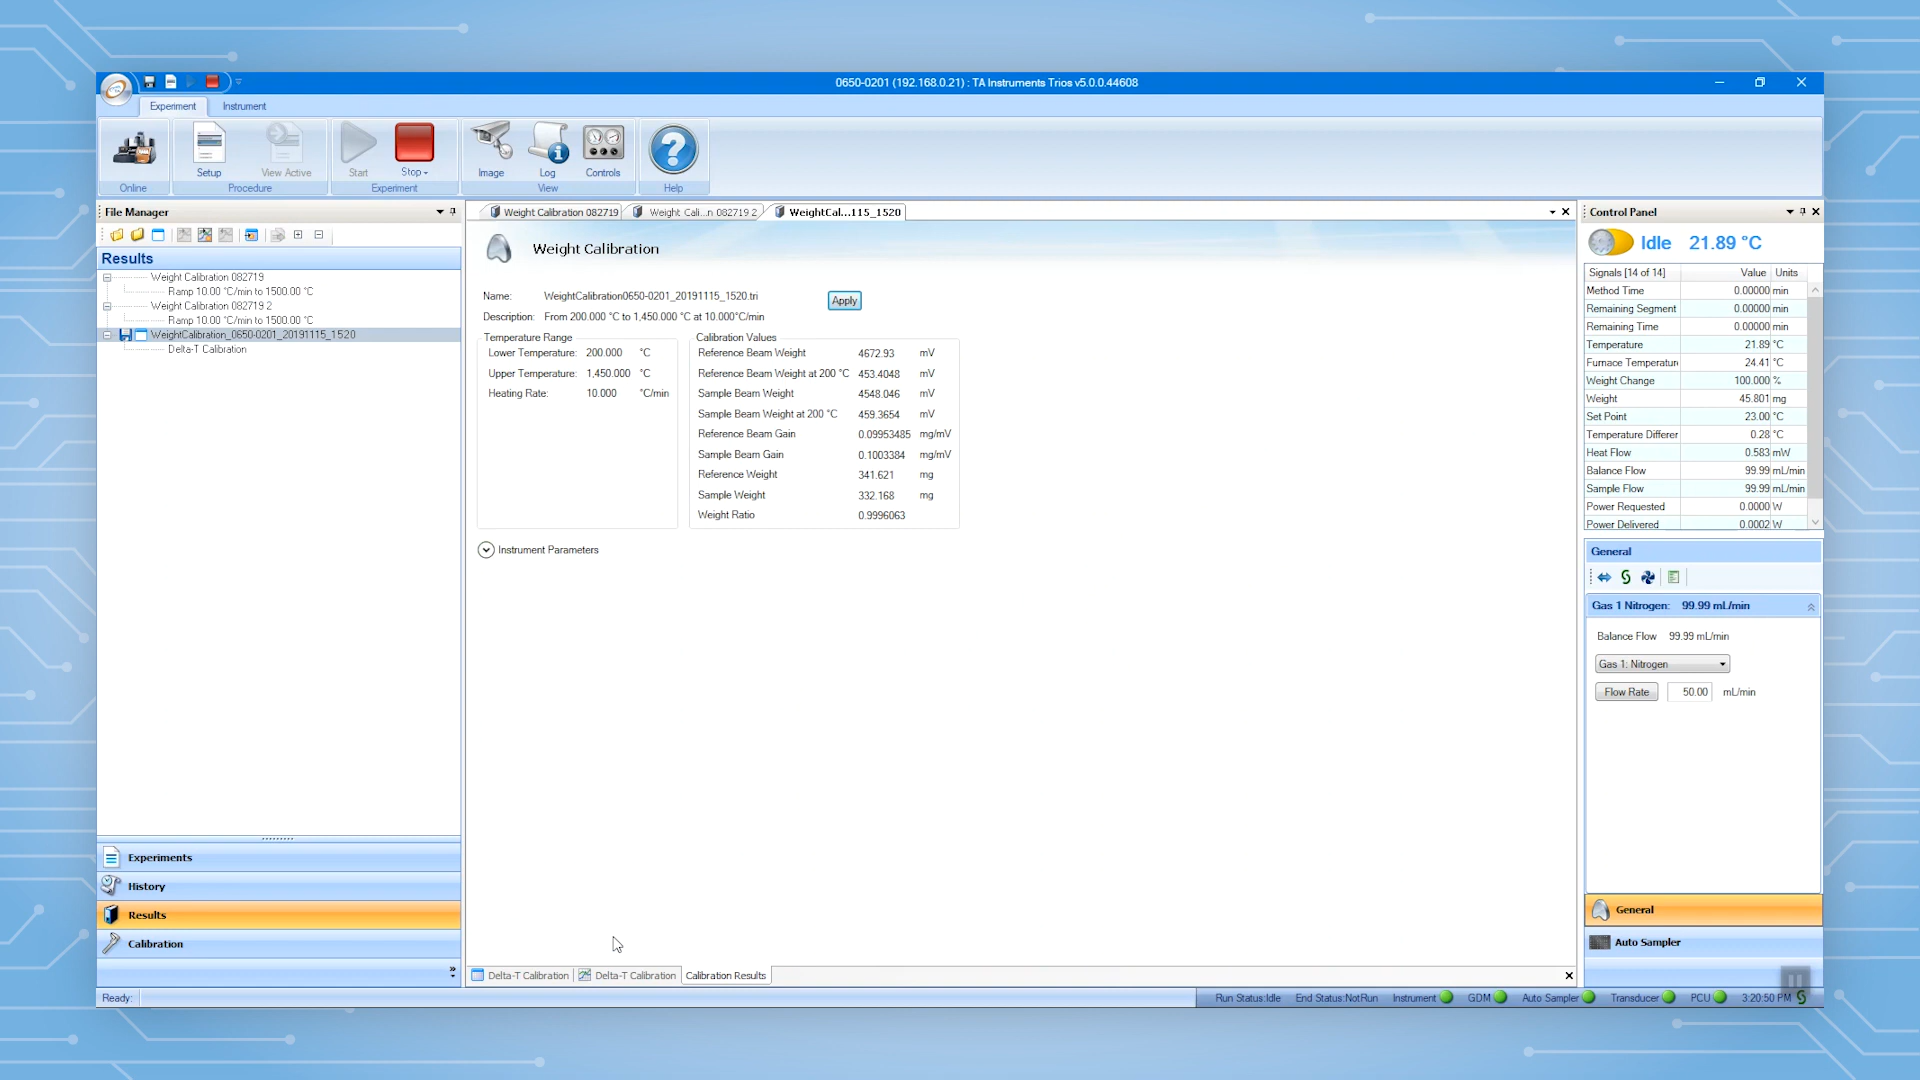 0650-0201 (192.168.0.21) : TA Instruments Trios v5.0.0.44608
Experiment Instrument
Setup View Active Start Stop Image Log Controls
Online Procedure Experiment View Help
File Manager
Results
Weight Calibration 082719
Ramp 10.00 °C/min to 1500.00 °C
Weight Calibration 082719 2
Ramp 10.00 °C/min to 1500.00 °C
WeightCalibration_0650-0201_20191115_1520
Delta-T Calibration
Experiments
History
Results
Calibration
Weight Calibration 082719 Weight Cali...n 082719 2 WeightCal...115_1520
Weight Calibration
Name: WeightCalibration0650-0201_20191115_1520.tri Apply
Description: From 200.000 °C to 1,450.000 °C at 10.000°C/min
Temperature Range
Lower Temperature: 200.000 °C
Upper Temperature: 1,450.000 °C
Heating Rate: 10.000 °C/min
Calibration Values
Reference Beam Weight 4672.93 mV
Reference Beam Weight at 200 °C 453.4048 mV
Sample Beam Weight 4548.046 mV
Sample Beam Weight at 200 °C 459.3654 mV
Reference Beam Gain 0.09953485 mg/mV
Sample Beam Gain 0.1003384 mg/mV
Reference Weight 341.621 mg
Sample Weight 332.168 mg
Weight Ratio 0.9996063
Instrument Parameters
Delta-T Calibration Delta-T Calibration Calibration Results
Control Panel
Idle 21.89 °C
Signals [14 of 14] Value Units
Method Time 0.00000 min
Remaining Segment 0.00000 min
Remaining Time 0.00000 min
Temperature 21.89 °C
Furnace Temperatur 24.41 °C
Weight Change 100.000 %
Weight 45.801 mg
Set Point 23.00 °C
Temperature Differer 0.28 °C
Heat Flow 0.583 mW
Balance Flow 99.99 mL/min
Sample Flow 99.99 mL/min
Power Requested 0.0000 W
Power Delivered 0.0002 W
General
Gas 1 Nitrogen: 99.99 mL/min
Balance Flow 99.99 mL/min
Gas 1: Nitrogen
Flow Rate 50.00 mL/min
General
Auto Sampler
Ready: Run Status:Idle End Status:NotRun Instrument GDM Auto Sampler Transducer PCU 3:20:50 PM